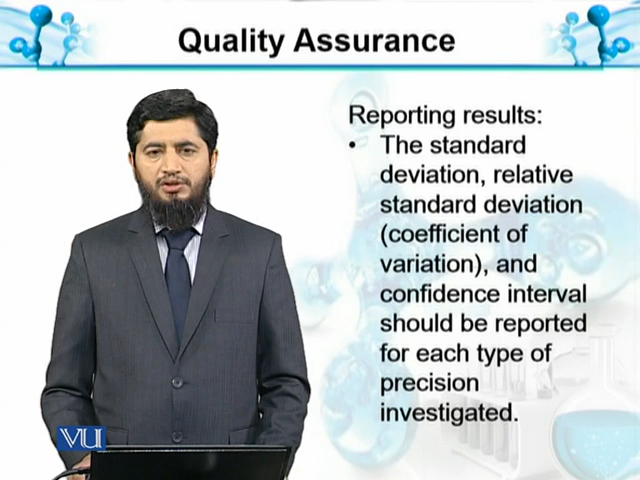 Quality Assurance
Reporting results:
• The standard
deviation, relative
standard deviation
(coefficient of
variation), and
confidence interval
should be reported
for each type of
precision
investigated.
VU